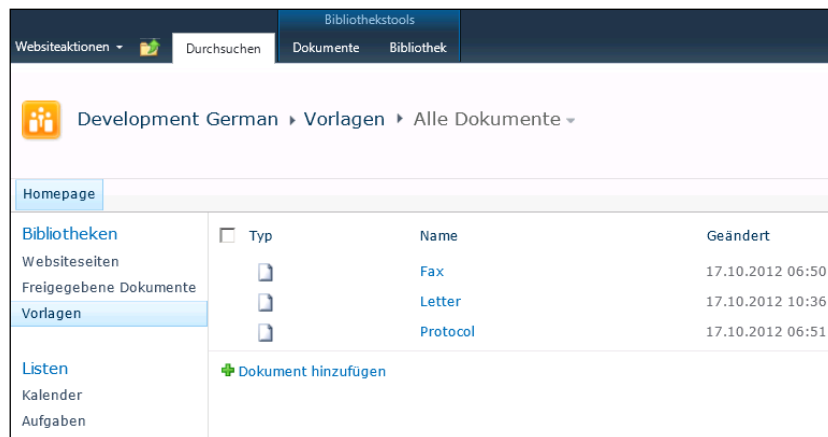 Bibliothekstools
Websiteaktionen Durchsuchen Dokumente Bibliothek
Development German Vorlagen Alle Dokumente
Homepage
Bibliotheken
Websiteseiten
Freigegebene Dokumente
Vorlagen
Listen
Kalender
Aufgaben
Typ Name Geändert
Fax 17.10.2012 06:50
Letter 17.10.2012 10:36
Protocol 17.10.2012 06:51
Dokument hinzufügen